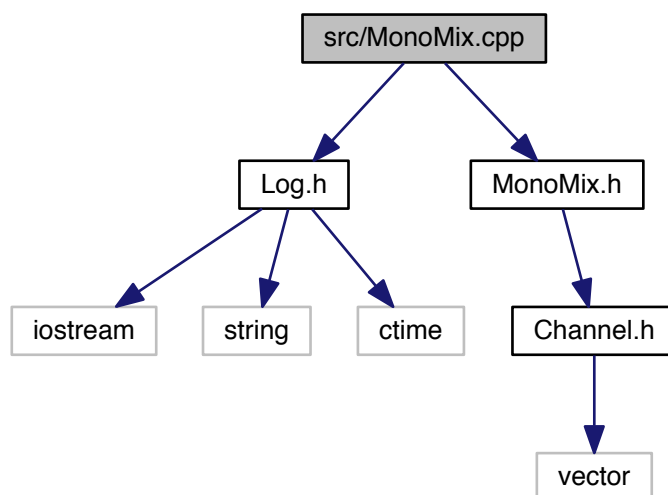 src/MonoMix.cpp
Log.h
MonoMix.h
iostream
string
ctime
Channel.h
vector